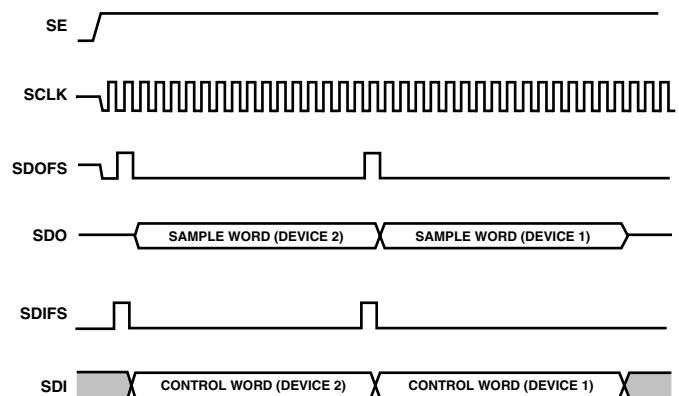 SE
SCLK
SDOFS
SDO SAMPLE WORD (DEVICE 2) SAMPLE WORD (DEVICE 1)
SDIFS
SDI CONTROL WORD (DEVICE 2) CONTROL WORD (DEVICE 1)